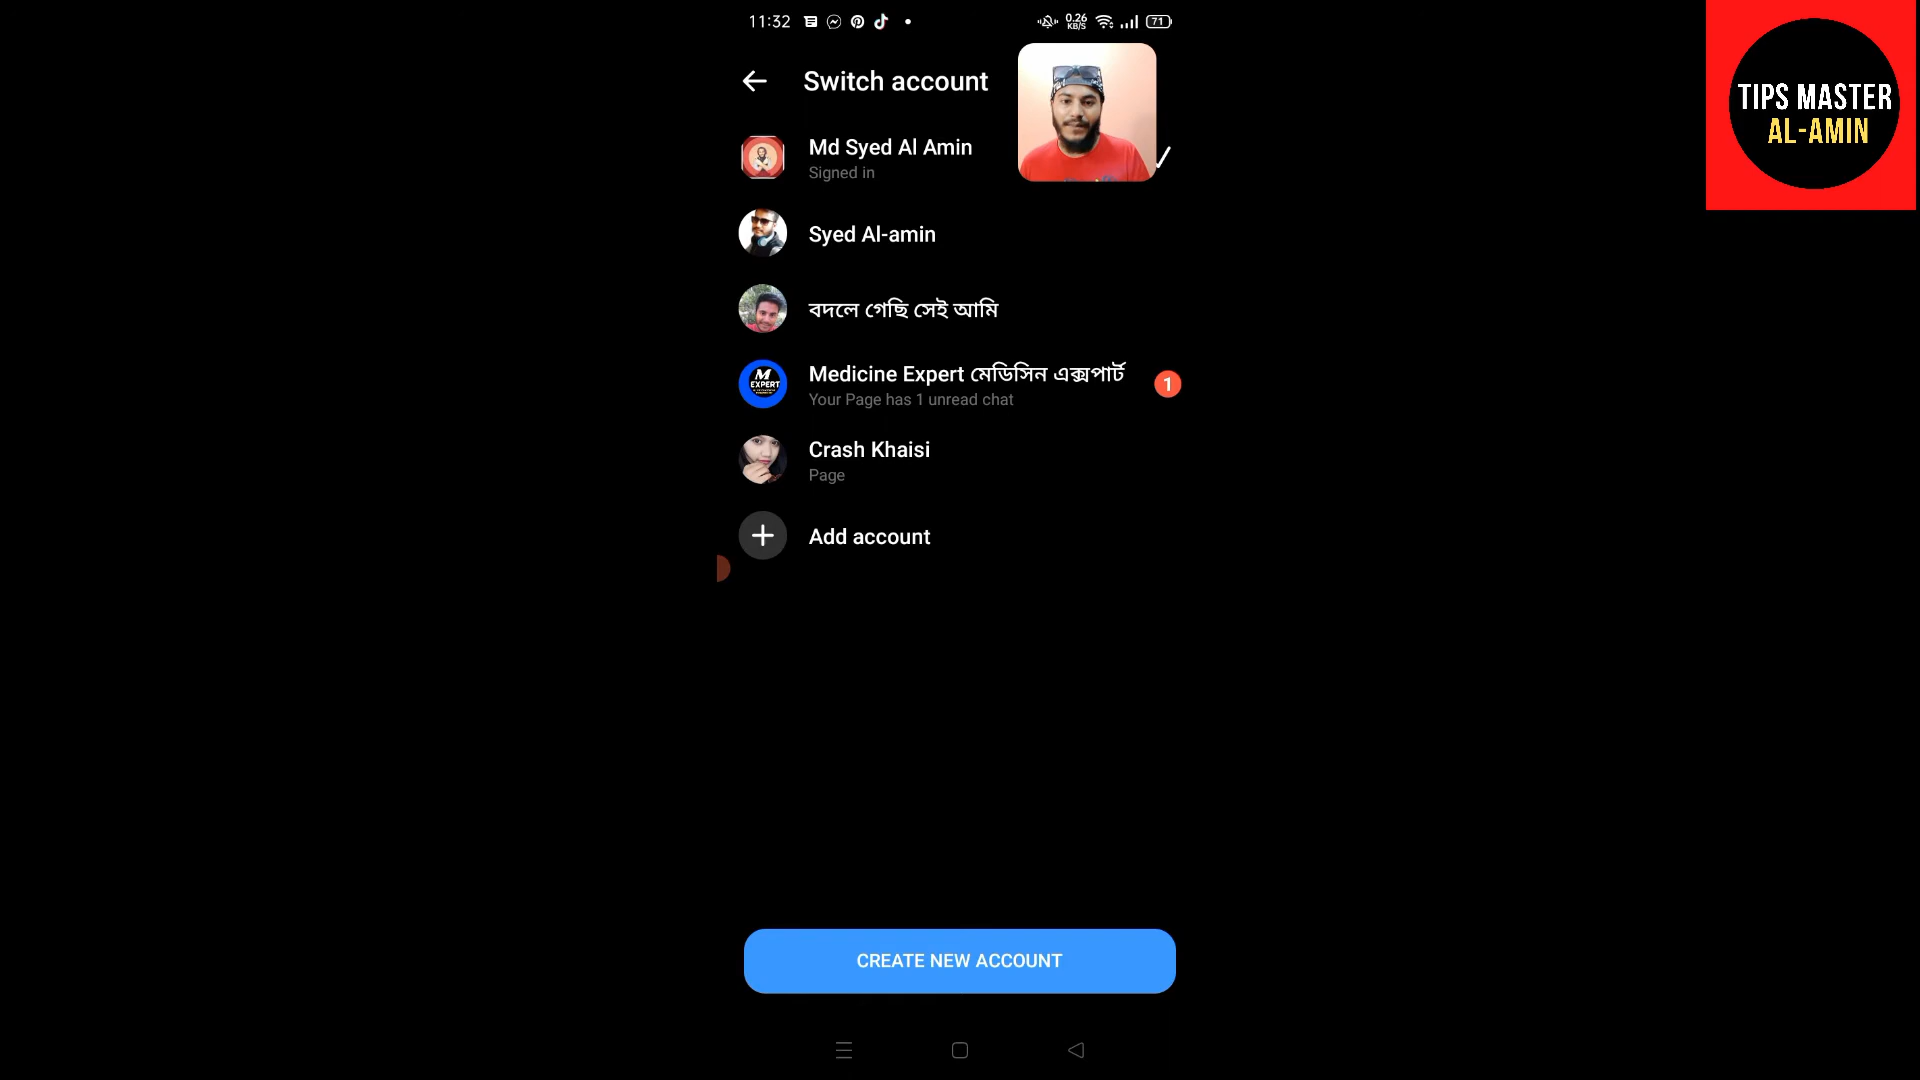 11:32
0.26
KB/S
71
Switch account
Md Syed Al Amin
Signed in
Syed Al-amin
বদলে গেছি সেই আমি
Medicine Expert মেডিসিন এক্সপার্ট
Your Page has 1 unread chat
1
M
EXPERT
Crash Khaisi
Page
Add account
CREATE NEW ACCOUNT
TIPS MASTER
AL-AMIN